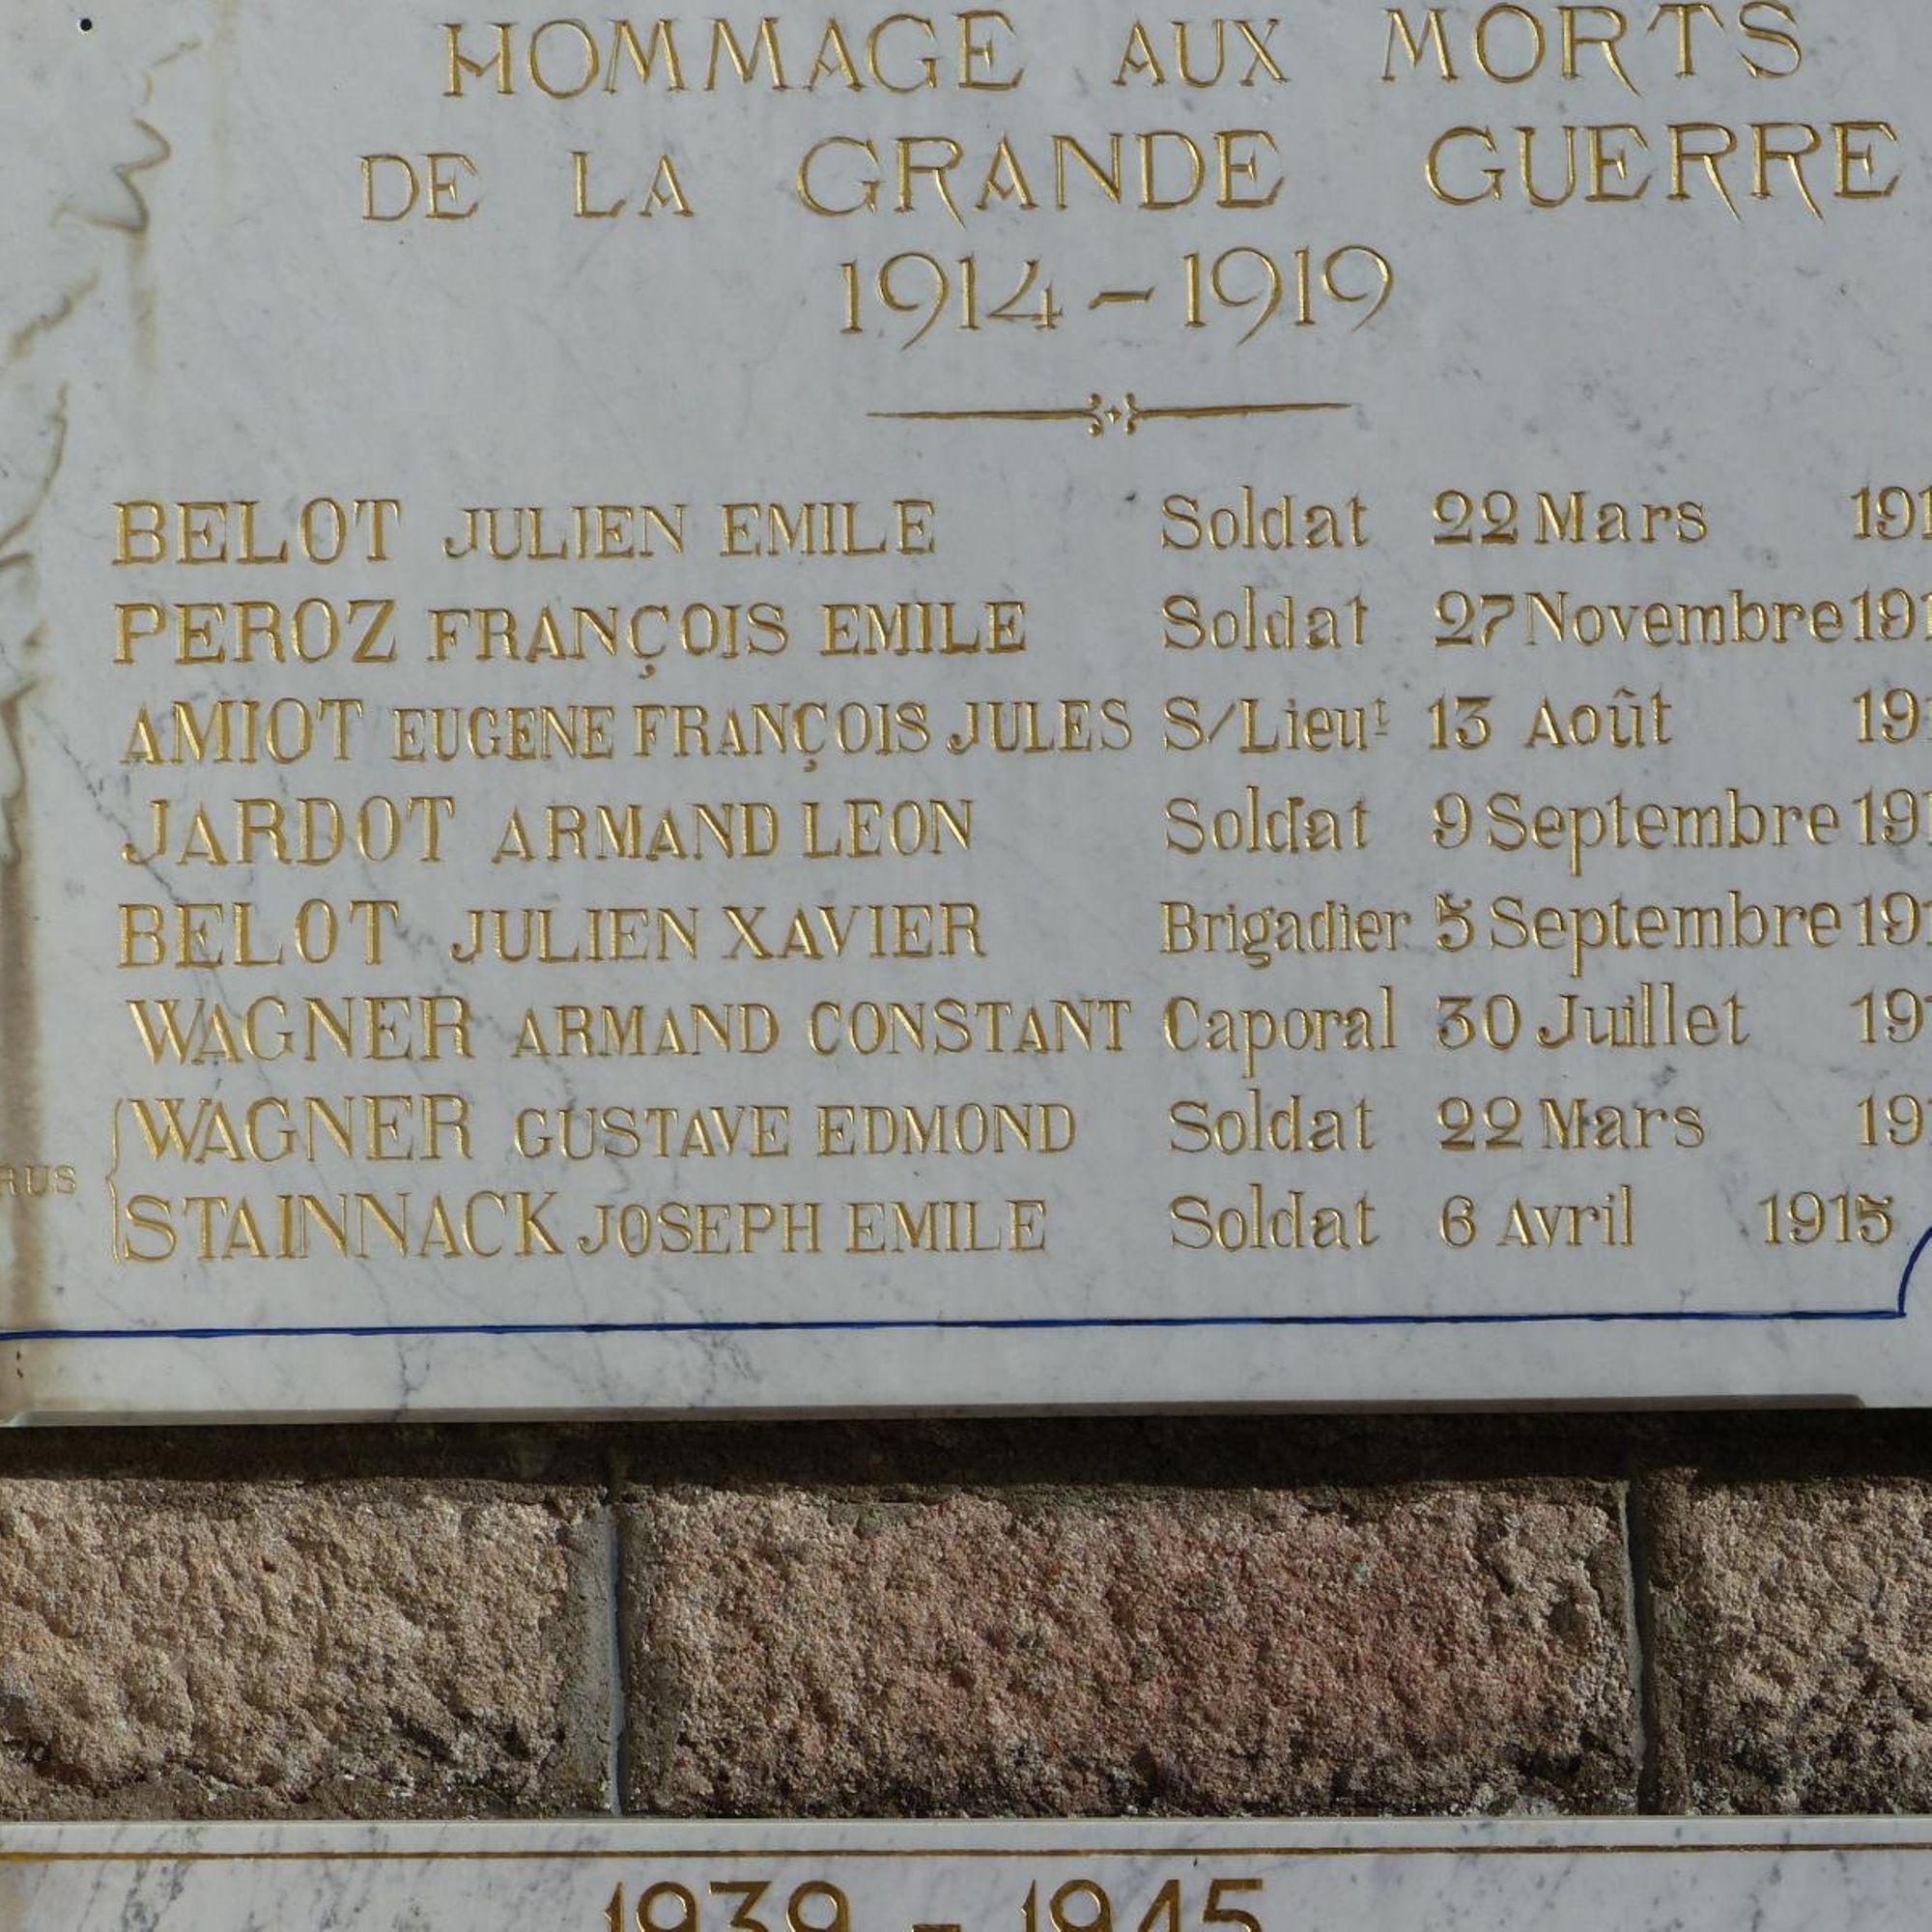 HOMMAGE AUX MORTS
DE LA GRANDE GUERRE
1914-1919
BELOT JULIEN EMILE Soldat 22 Mars
PEROZ FRANÇOIS EMILE Soldat 27 Novembre
AMIOT EUGENE FRANÇOIS JULES S/Lieut 13 Août
JARDOT ARMAND LEON Soldat 9 Septembre
BELOT JULIEN XAVIER Brigadier 5 Septembre
WAGNER ARMAND CONSTANT Caporal 30 Juillet
WAGNER GUSTAVE EDMOND Soldat 22 Mars
STAINNACK JOSEPH EMILE Soldat 6 Avril 1915
1939 - 1945